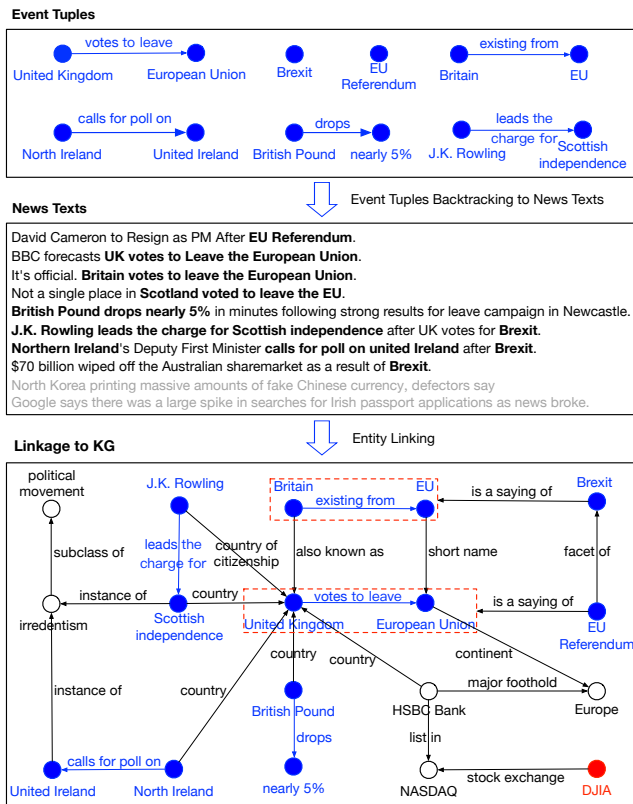 Event Tuples
votes to leave
existing from
United Kingdom
European Union
Brexit
EU
Referendum
Britain
EU
calls for poll on
drops
leads the
charge for
North Ireland
United Ireland
British Pound
nearly 5%
J.K. Rowling
Scottish
independence
Event Tuples Backtracking to News Texts
News Texts
David Cameron to Resign as PM After EU Referendum.
BBC forecasts UK votes to Leave the European Union.
It's official. Britain votes to leave the European Union.
Not a single place in Scotland voted to leave the EU.
British Pound drops nearly 5% in minutes following strong results for leave campaign in Newcastle.
J.K. Rowling leads the charge for Scottish independence after UK votes for Brexit.
Northern Ireland's Deputy First Minister calls for poll on united Ireland after Brexit.
$70 billion wiped off the Australian sharemarket as a result of Brexit.
North Korea printing massive amounts of fake Chinese currency, defectors say
Google says there was a large spike in searches for Irish passport applications as news broke.
Entity Linking
Linkage to KG
political
movement
J.K. Rowling
Britain
EU
Brexit
existing from
is a saying of
subclass of
leads the
charge for
country of
citizenship
also known as
short name
facet of
instance of
country
votes to leave
is a saying of
irredentism
Scottish
independence
United Kingdom
European Union
EU
Referendum
instance of
country
country
country
continent
major foothold
British Pound
HSBC Bank
Europe
calls for poll on
drops
list in
stock exchange
United Ireland
North Ireland
nearly 5%
NASDAQ
DJIA